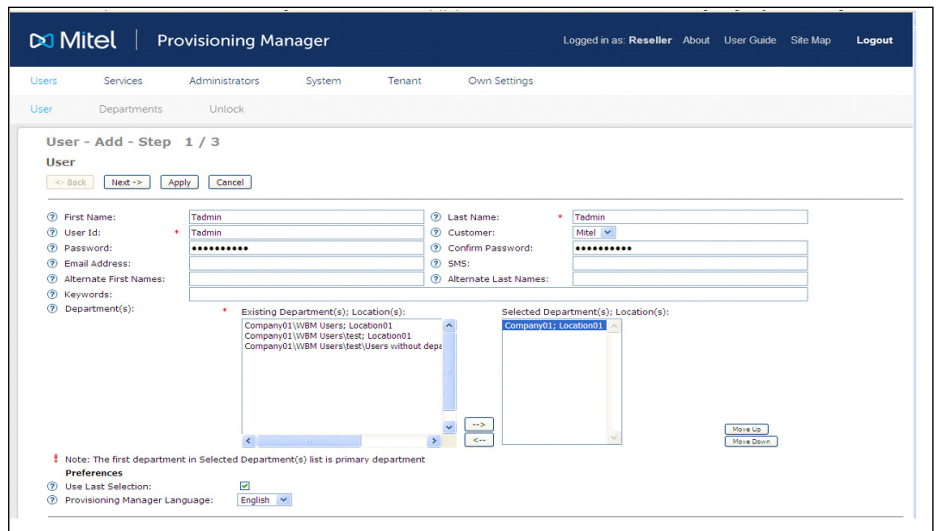 Mitel | Provisioning Manager
Logged in as: Reseller About User Guide Site Map Logout
Users Services Administrators System Tenant Own Settings
User Departments Unlock
User - Add - Step 1 / 3
User
<- Back Next -> Apply Cancel
First Name: Tadmin Last Name: * Tadmin
User Id: * Tadmin Customer: Mitel
Password: •••••••••• Confirm Password: ••••••••••
Email Address: SMS:
Alternate First Names: Alternate Last Names:
Keywords:
Department(s): * Existing Department(s); Location(s): Selected Department(s); Location(s):
Company01\WBM Users; Location01 Company01; Location01
Company01\WBM Users\test; Location01
Company01\WBM Users\test\Users without depa
-->
<--
Move Up
Move Down
! Note: The first department in Selected Department(s) list is primary department
Preferences
Use Last Selection:
Provisioning Manager Language: English